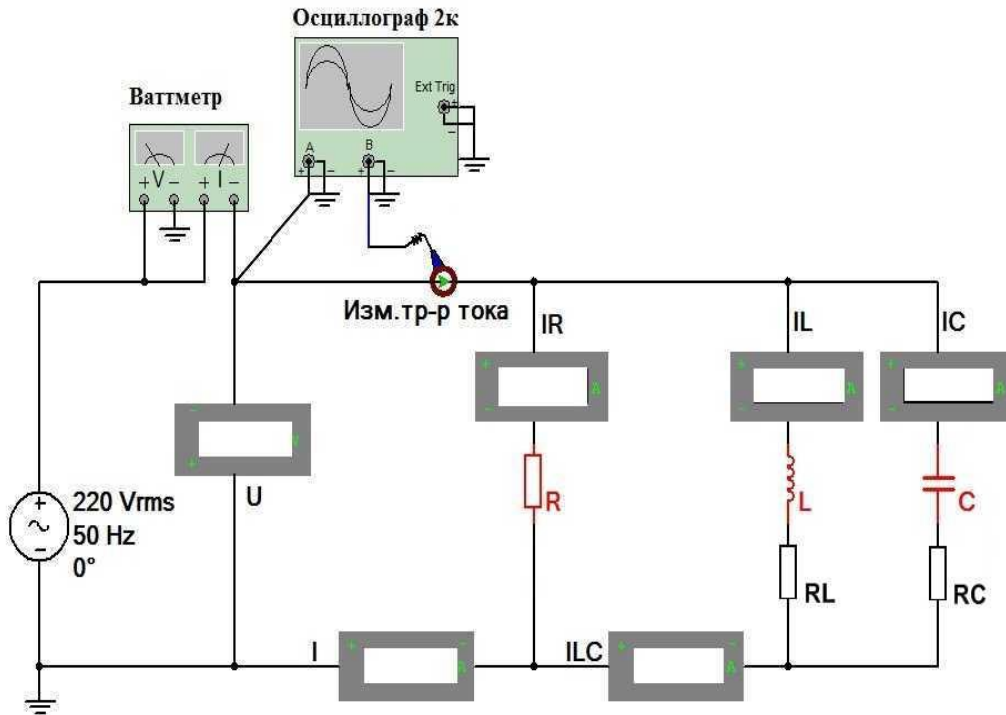 Осциллограф 2к
Ваттметр
Ext Trig
+
−
A
B
+ − + −
V I
+ − + −
Изм.тр-р тока
IR
IL
IC
+
−
A
+
−
A
+
−
A
−
+
V
U
R
L
C
RL
RC
+
~
−
220 Vrms
50 Hz
0°
I
+ −
A
ILC
+ −
A